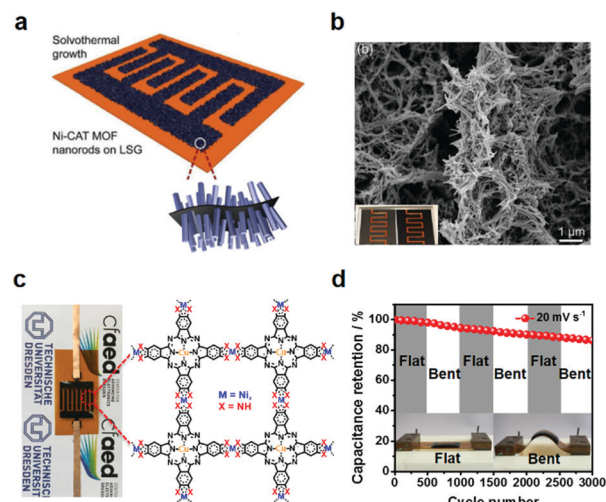 a
Solvothermal
growth
Ni-CAT MOF
nanorods on LSG
b
(b)
1 µm
c
TECHNISCHE
UNIVERSITÄT
DRESDEN
cfaed
TECHNISCHE
UNIVERSITÄT
DRESDEN
cfaed
M = Ni,
X = NH
d
Capacitance retention / %
100
80
60
40
20
0
20 mV s⁻¹
Flat
Bent
Flat
Bent
Flat
Bent
Flat
Bent
0 500 1000 1500 2000 2500 3000
Cycle number